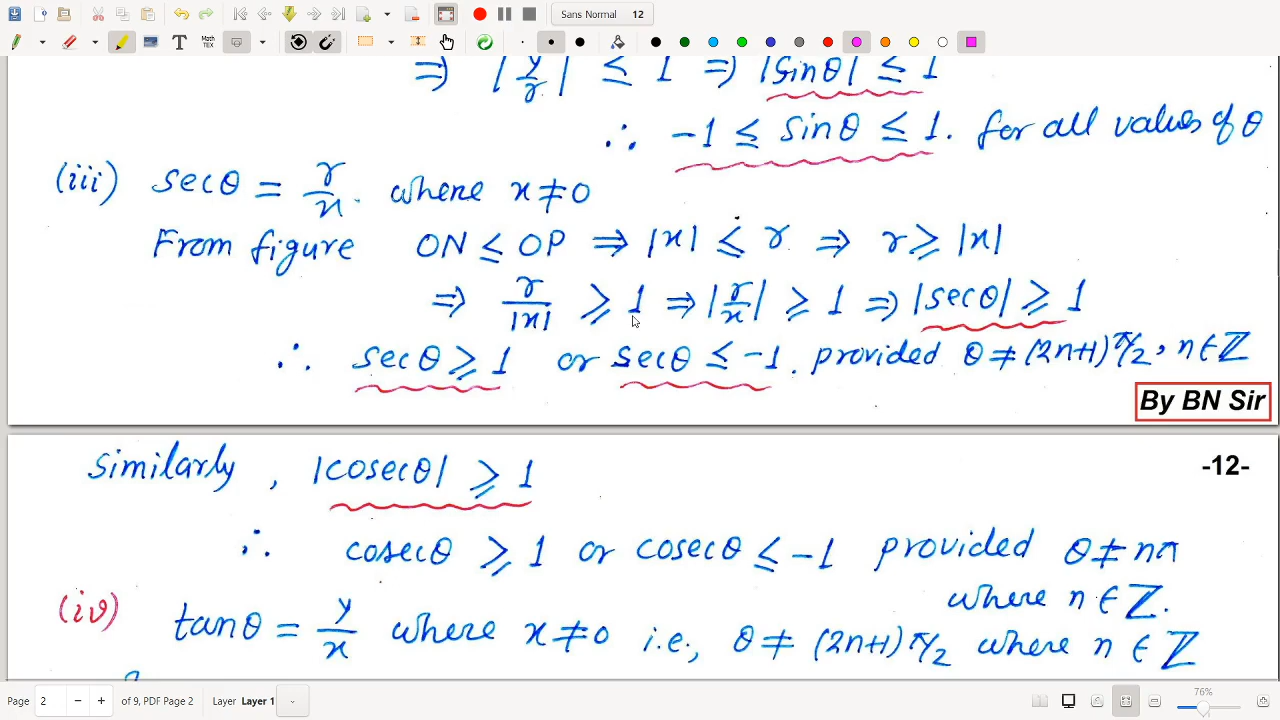 Sans Normal 12
⇒ |y/r| ≤ 1 ⇒ |sinθ| ≤ 1
∴ -1 ≤ sinθ ≤ 1. for all values of θ
(iii) secθ = r/x. where x≠0
From figure ON ≤ OP ⇒ |x| ≤ r. ⇒ r ≥ |x|
⇒ r/|x| ≥ 1 ⇒ |r/x| ≥ 1 ⇒ |secθ| ≥ 1
∴ secθ ≥ 1 or secθ ≤ -1. provided θ ≠ (2n+1)π/2, n∈ℤ
By BN Sir
-12-
similarly, |cosecθ| ≥ 1
∴ cosecθ ≥ 1 or cosecθ ≤ -1 provided θ≠nπ
where n∈ℤ.
(iv) tanθ = y/x where x≠0 i.e., θ ≠ (2n+1)π/2 where n∈ℤ
Page 2 of 9, PDF Page 2 Layer Layer 1 76%